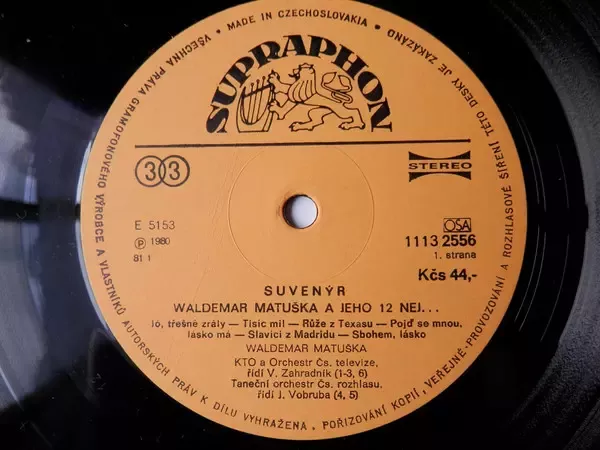 MADE IN CZECHOSLOVAKIA
VŠECHNA PRÁVA GRAMOFONOVÉHO VÝROBCE A VLASTNÍKŮ AUTORSKÝCH PRÁV K DÍLU VYHRAŽENA. POŘIZOVÁNÍ KOPIÍ, VEŘEJNÉ PROVOZOVÁNÍ A ROZHLASOVÉ ŠÍŘENÍ TÉTO DESKY JE ZAKÁZÁNO
SUPRAPHON
33
STEREO
E 5153
Ⓟ 1980
81 1
OSA
1113 2556
1. strana
Kčs 44,-
SUVENÝR
WALDEMAR MATUŠKA A JEHO 12 NEJ...
Ió, třešně zrály — Tisíc mil — Růže z Texasu — Pojď se mnou,
lásko má — Slavíci z Madridu — Sbohem, lásko
WALDEMAR MATUŠKA
KTO a Orchestr Čs. televize,
řídí V. Zahradník (1-3, 6)
Taneční orchestr Čs. rozhlasu,
řídí J. Vobruba (4, 5)